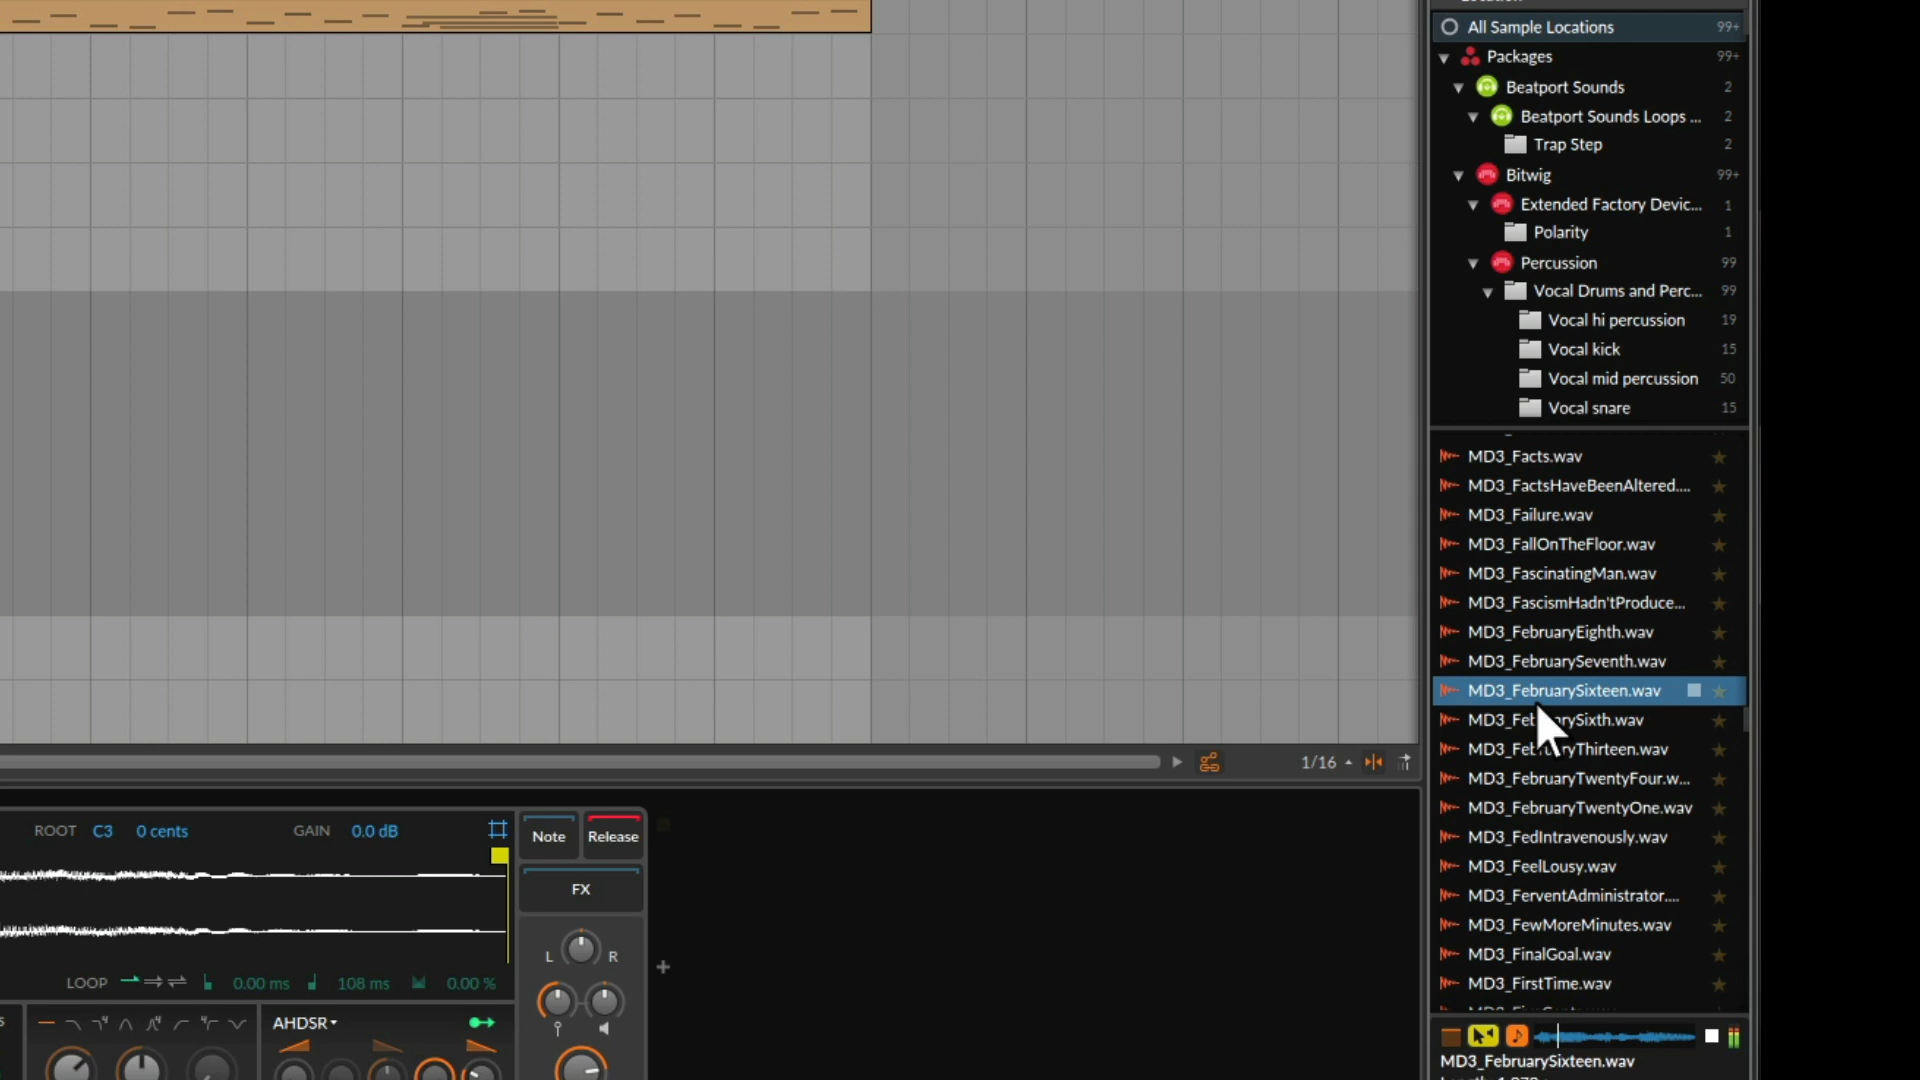 All Sample Locations 99+
Packages 99+
Beatport Sounds 2
Beatport Sounds Loops ... 2
Trap Step 2
Bitwig 99+
Extended Factory Devic... 1
Polarity 1
Percussion 99
Vocal Drums and Perc... 99
Vocal hi percussion 19
Vocal kick 15
Vocal mid percussion 50
Vocal snare 15
MD3_Facts.wav
MD3_FactsHaveBeenAltered....
MD3_Failure.wav
MD3_FallOnTheFloor.wav
MD3_FascinatingMan.wav
MD3_FascismHadn'tProduce...
MD3_FebruaryEighth.wav
MD3_FebruarySeventh.wav
MD3_FebruarySixteen.wav
MD3_FebruarySixth.wav
MD3_FebruaryThirteen.wav
MD3_FebruaryTwentyFour.w...
MD3_FebruaryTwentyOne.wav
MD3_FedIntravenously.wav
MD3_FeelLousy.wav
MD3_FerventAdministrator....
MD3_FewMoreMinutes.wav
MD3_FinalGoal.wav
MD3_FirstTime.wav
MD3_FebruarySixteen.wav
1/16
ROOT C3 0 cents GAIN 0.0 dB
Note Release
FX
L R
LOOP 0.00 ms 108 ms 0.00 %
AHDSR